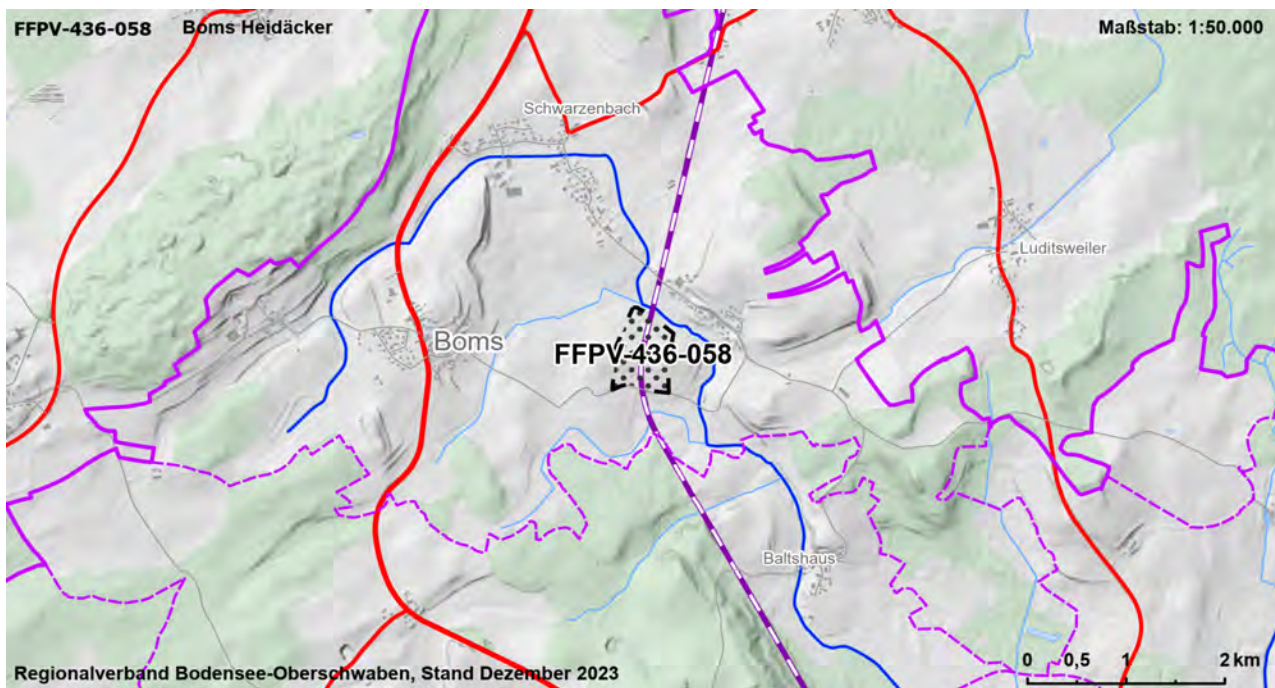 FFPV-436-058 Boms Heidäcker
Maßstab: 1:50.000
Schwarzenbach
Luditsweiler
Boms
FFPV-436-058
Baltshaus
Regionalverband Bodensee-Oberschwaben, Stand Dezember 2023
0 0,5 1 2 km